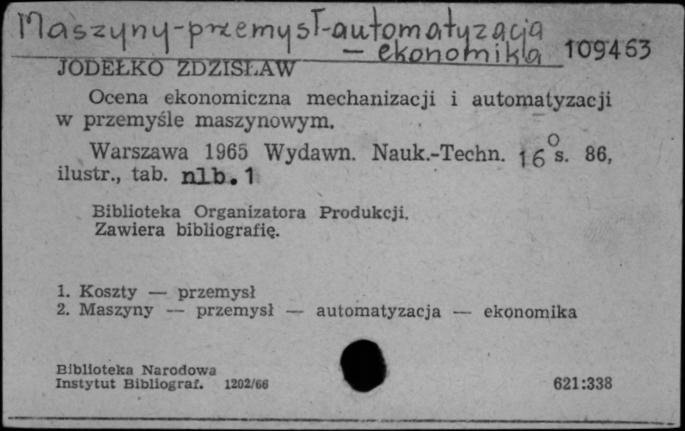 Maszyny-przemysł-automatyzacja
— ekonomika 109463
JODEŁKO ZDZISŁAW
Ocena ekonomiczna mechanizacji i automatyzacji
w przemyśle maszynowym.
Warszawa 1965 Wydawn. Nauk.-Techn. 16° s. 86,
ilustr., tab. nlb. 1
Biblioteka Organizatora Produkcji.
Zawiera bibliografię.
1. Koszty — przemysł
2. Maszyny — przemysł — automatyzacja — ekonomika
Biblioteka Narodowa
Instytut Bibliograf. 1202/66 621:338